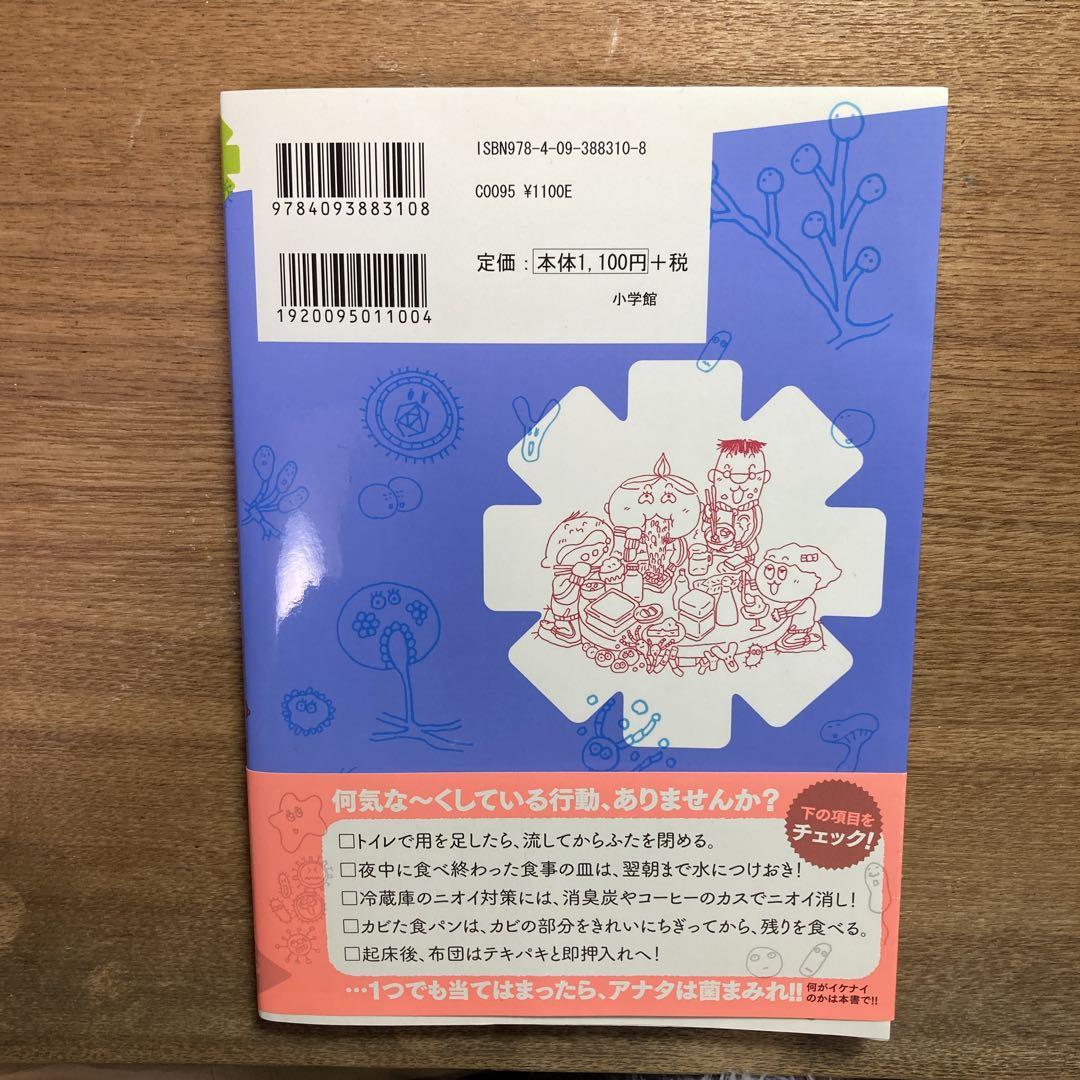 ISBN978-4-09-388310-8
9784093883108
C0095 ¥1100E
定価：本体1,100円＋税
1920095011004
小学館
何気な〜くしている行動、ありませんか？
下の項目を
チェック！
□トイレで用を足したら、流してからふたを閉める。
□夜中に食べ終わった食事の皿は、翌朝まで水につけおき！
□冷蔵庫のニオイ対策には、消臭炭やコーヒーのカスでニオイ消し！
□カビた食パンは、カビの部分をきれいにちぎってから、残りを食べる。
□起床後、布団はテキパキと即押入れへ！
…1つでも当てはまったら、アナタは菌まみれ!!
何がイケナイ
のかは本書で!!